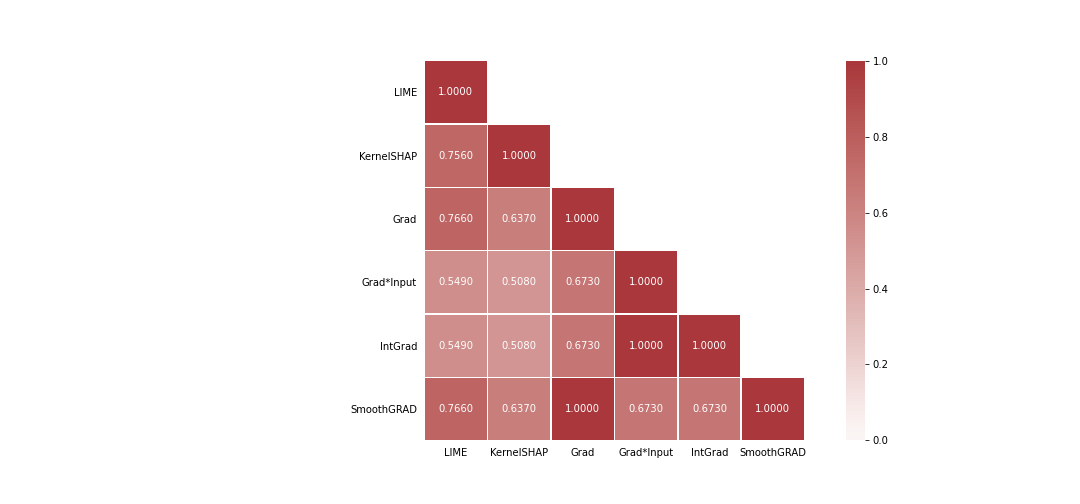 1.0
LIME 1.0000
0.8
KernelSHAP 0.7560 1.0000
0.6
Grad 0.7660 0.6370 1.0000
Grad*Input 0.5490 0.5080 0.6730 1.0000
0.4
IntGrad 0.5490 0.5080 0.6730 1.0000 1.0000
0.2
SmoothGRAD 0.7660 0.6370 1.0000 0.6730 0.6730 1.0000
0.0
LIME KernelSHAP Grad Grad*Input IntGrad SmoothGRAD